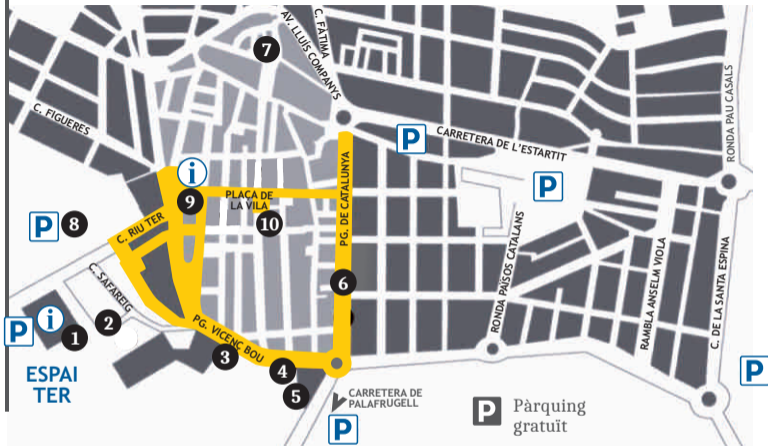 7
C. FÀTIMA
AV. LLUÍS COMPANYS
C. FIGUERES
P
CARRETERA DE L'ESTARTIT
RONDA PAU CASALS
i
P
PG. DE CATALUNYA
PLAÇA DE
LA VILA
9
10
P 8
C. RIU TER
C. SAFAREIG
RONDA PAÏSOS CATALANS
RAMBLA ANSELM VIOLA
C. DE LA SANTA ESPINA
6
P
i
1
2
PG. VICENÇ BOU
3
4
5
ESPAI
TER
CARRETERA DE
PALAFRUGELL
P
P
P Pàrquing
gratuït